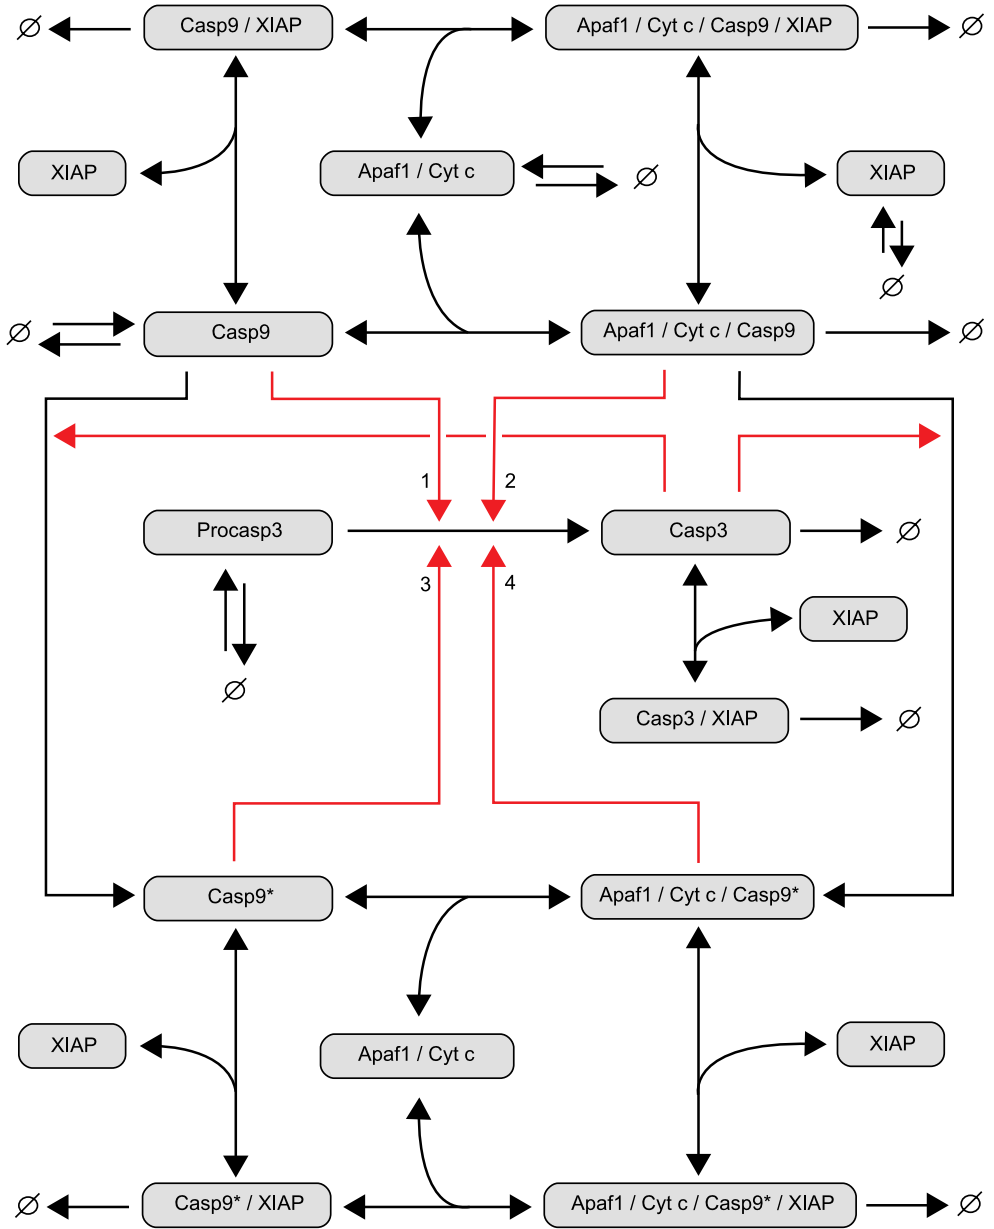 ∅ Casp9 / XIAP Apaf1 / Cyt c / Casp9 / XIAP ∅
XIAP Apaf1 / Cyt c ∅ XIAP
∅
∅ Casp9 Apaf1 / Cyt c / Casp9 ∅
1 2
Procasp3 Casp3 ∅
3 4
XIAP
∅
Casp3 / XIAP ∅
Casp9* Apaf1 / Cyt c / Casp9*
XIAP Apaf1 / Cyt c XIAP
∅ Casp9* / XIAP Apaf1 / Cyt c / Casp9* / XIAP ∅